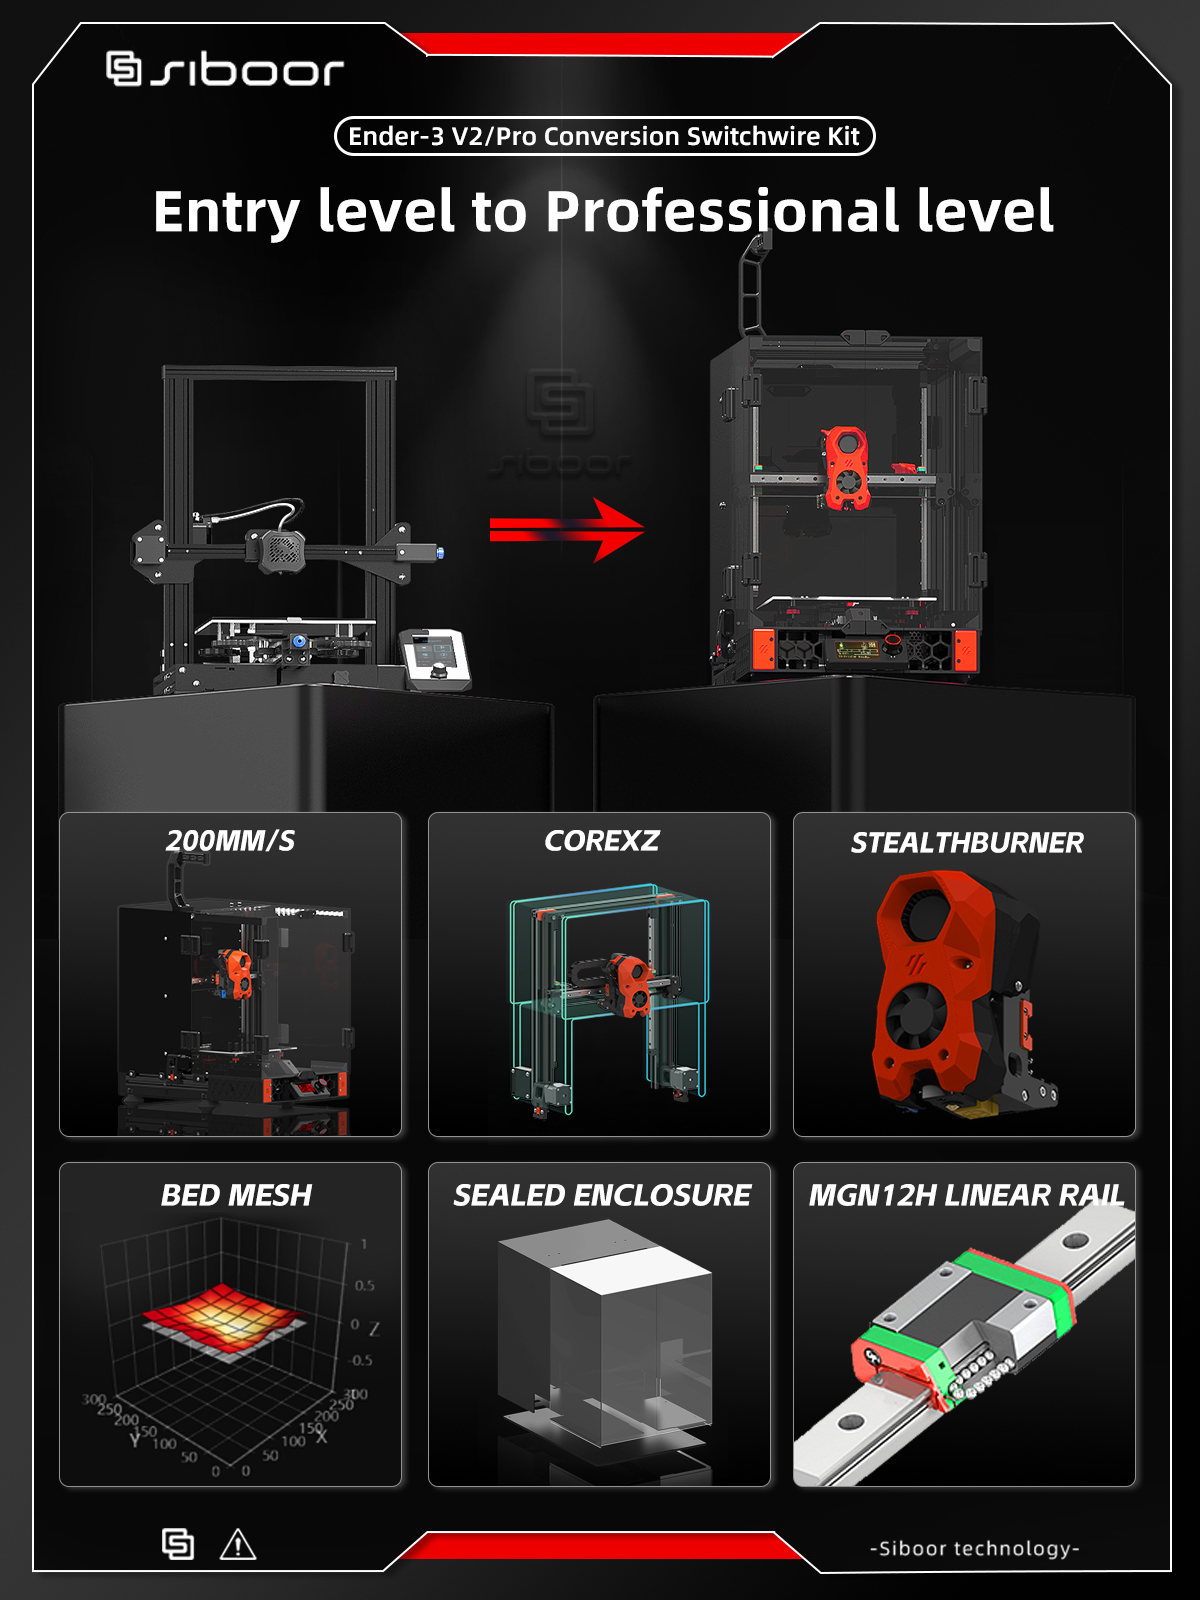 siboor
Ender-3 V2/Pro Conversion Switchwire Kit
Entry level to Professional level
siboor
200MM/S
COREXZ
STEALTHBURNER
BED MESH
SEALED ENCLOSURE
MGN12H LINEAR RAIL
1
0.5
0
Z
-0.5
300
250
200
Y
150
100
50
0
0
50
100
150
X
200
250
300
-Siboor technology-